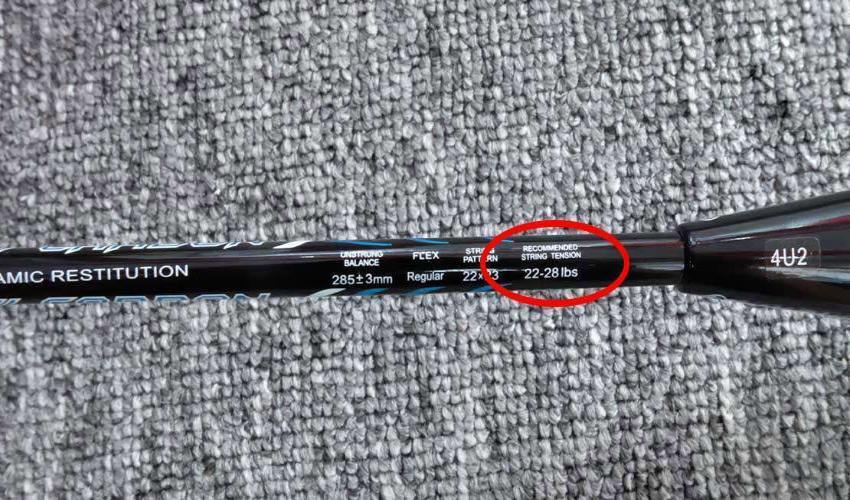 AMIC RESTITUTION
UNSTRUNG
BALANCE
285±3mm
FLEX
Regular
PATTERN
RECOMMENDED
STRING TENSION
22-28 lbs
4U2